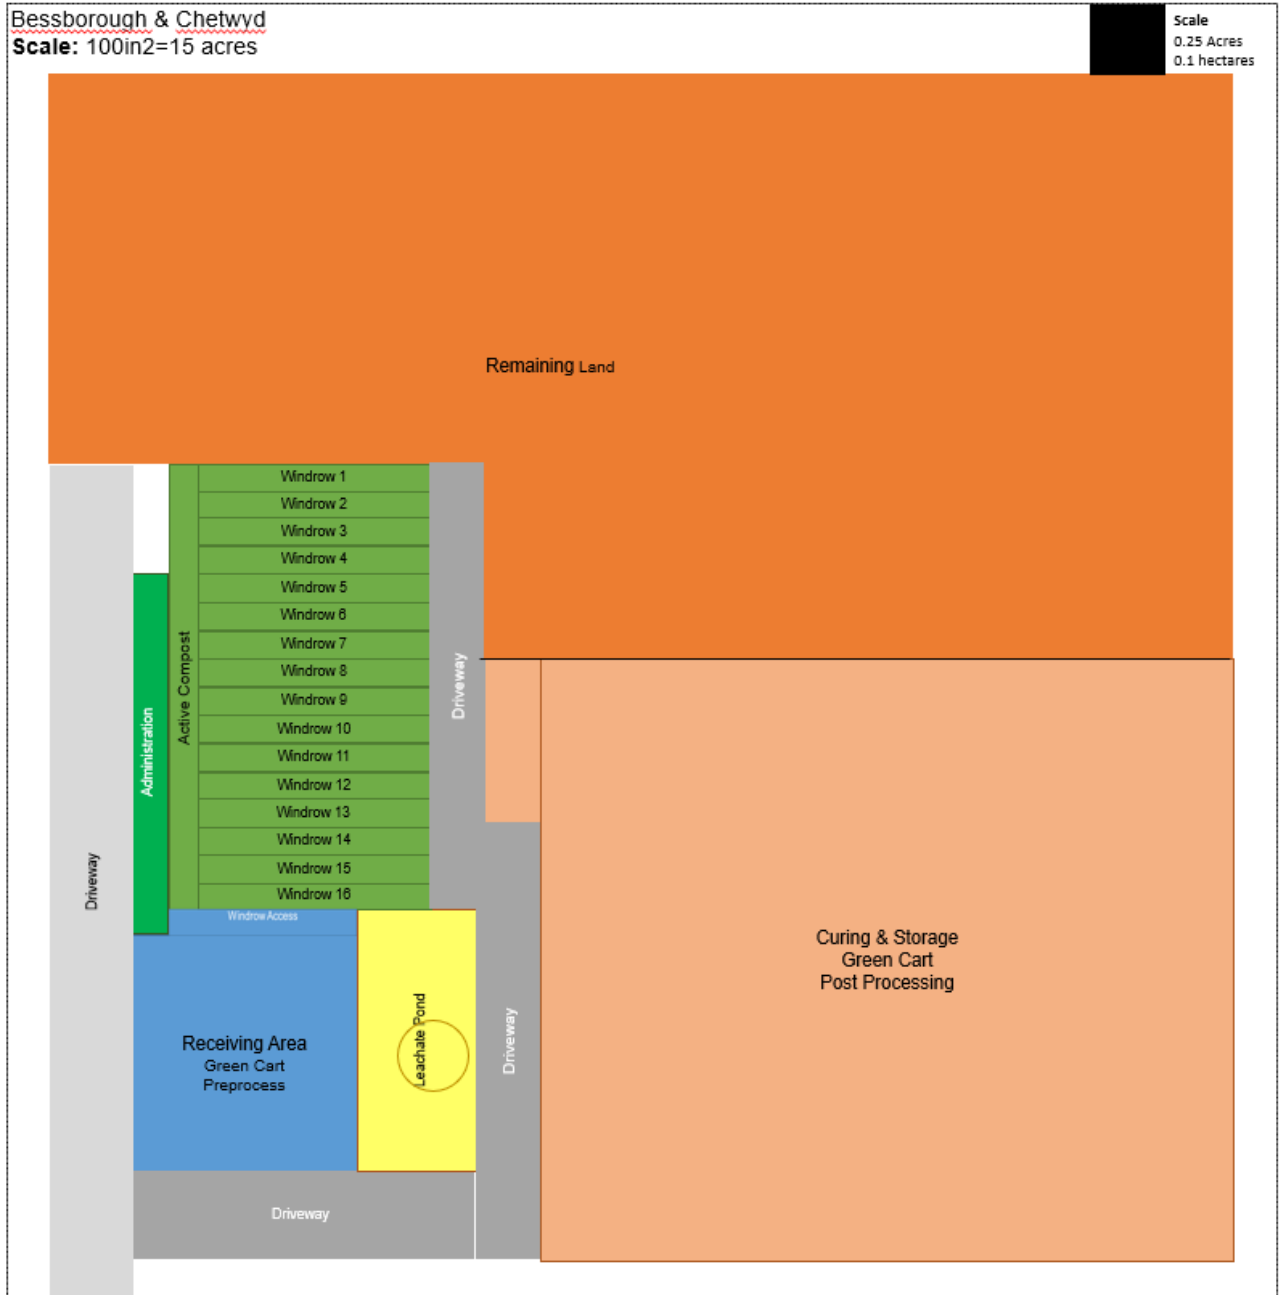 Bessborough & Chetwyd
Scale: 100in2=15 acres
Scale
0.25 Acres
0.1 hectares
Remaining Land
Windrow 1
Windrow 2
Windrow 3
Windrow 4
Windrow 5
Windrow 6
Windrow 7
Windrow 8
Windrow 9
Windrow 10
Windrow 11
Windrow 12
Windrow 13
Windrow 14
Windrow 15
Windrow 16
Active Compost
Administration
Driveway
Driveway
Windrow Access
Receiving Area
Green Cart
Preprocess
Leachate Pond
Driveway
Driveway
Curing & Storage
Green Cart
Post Processing